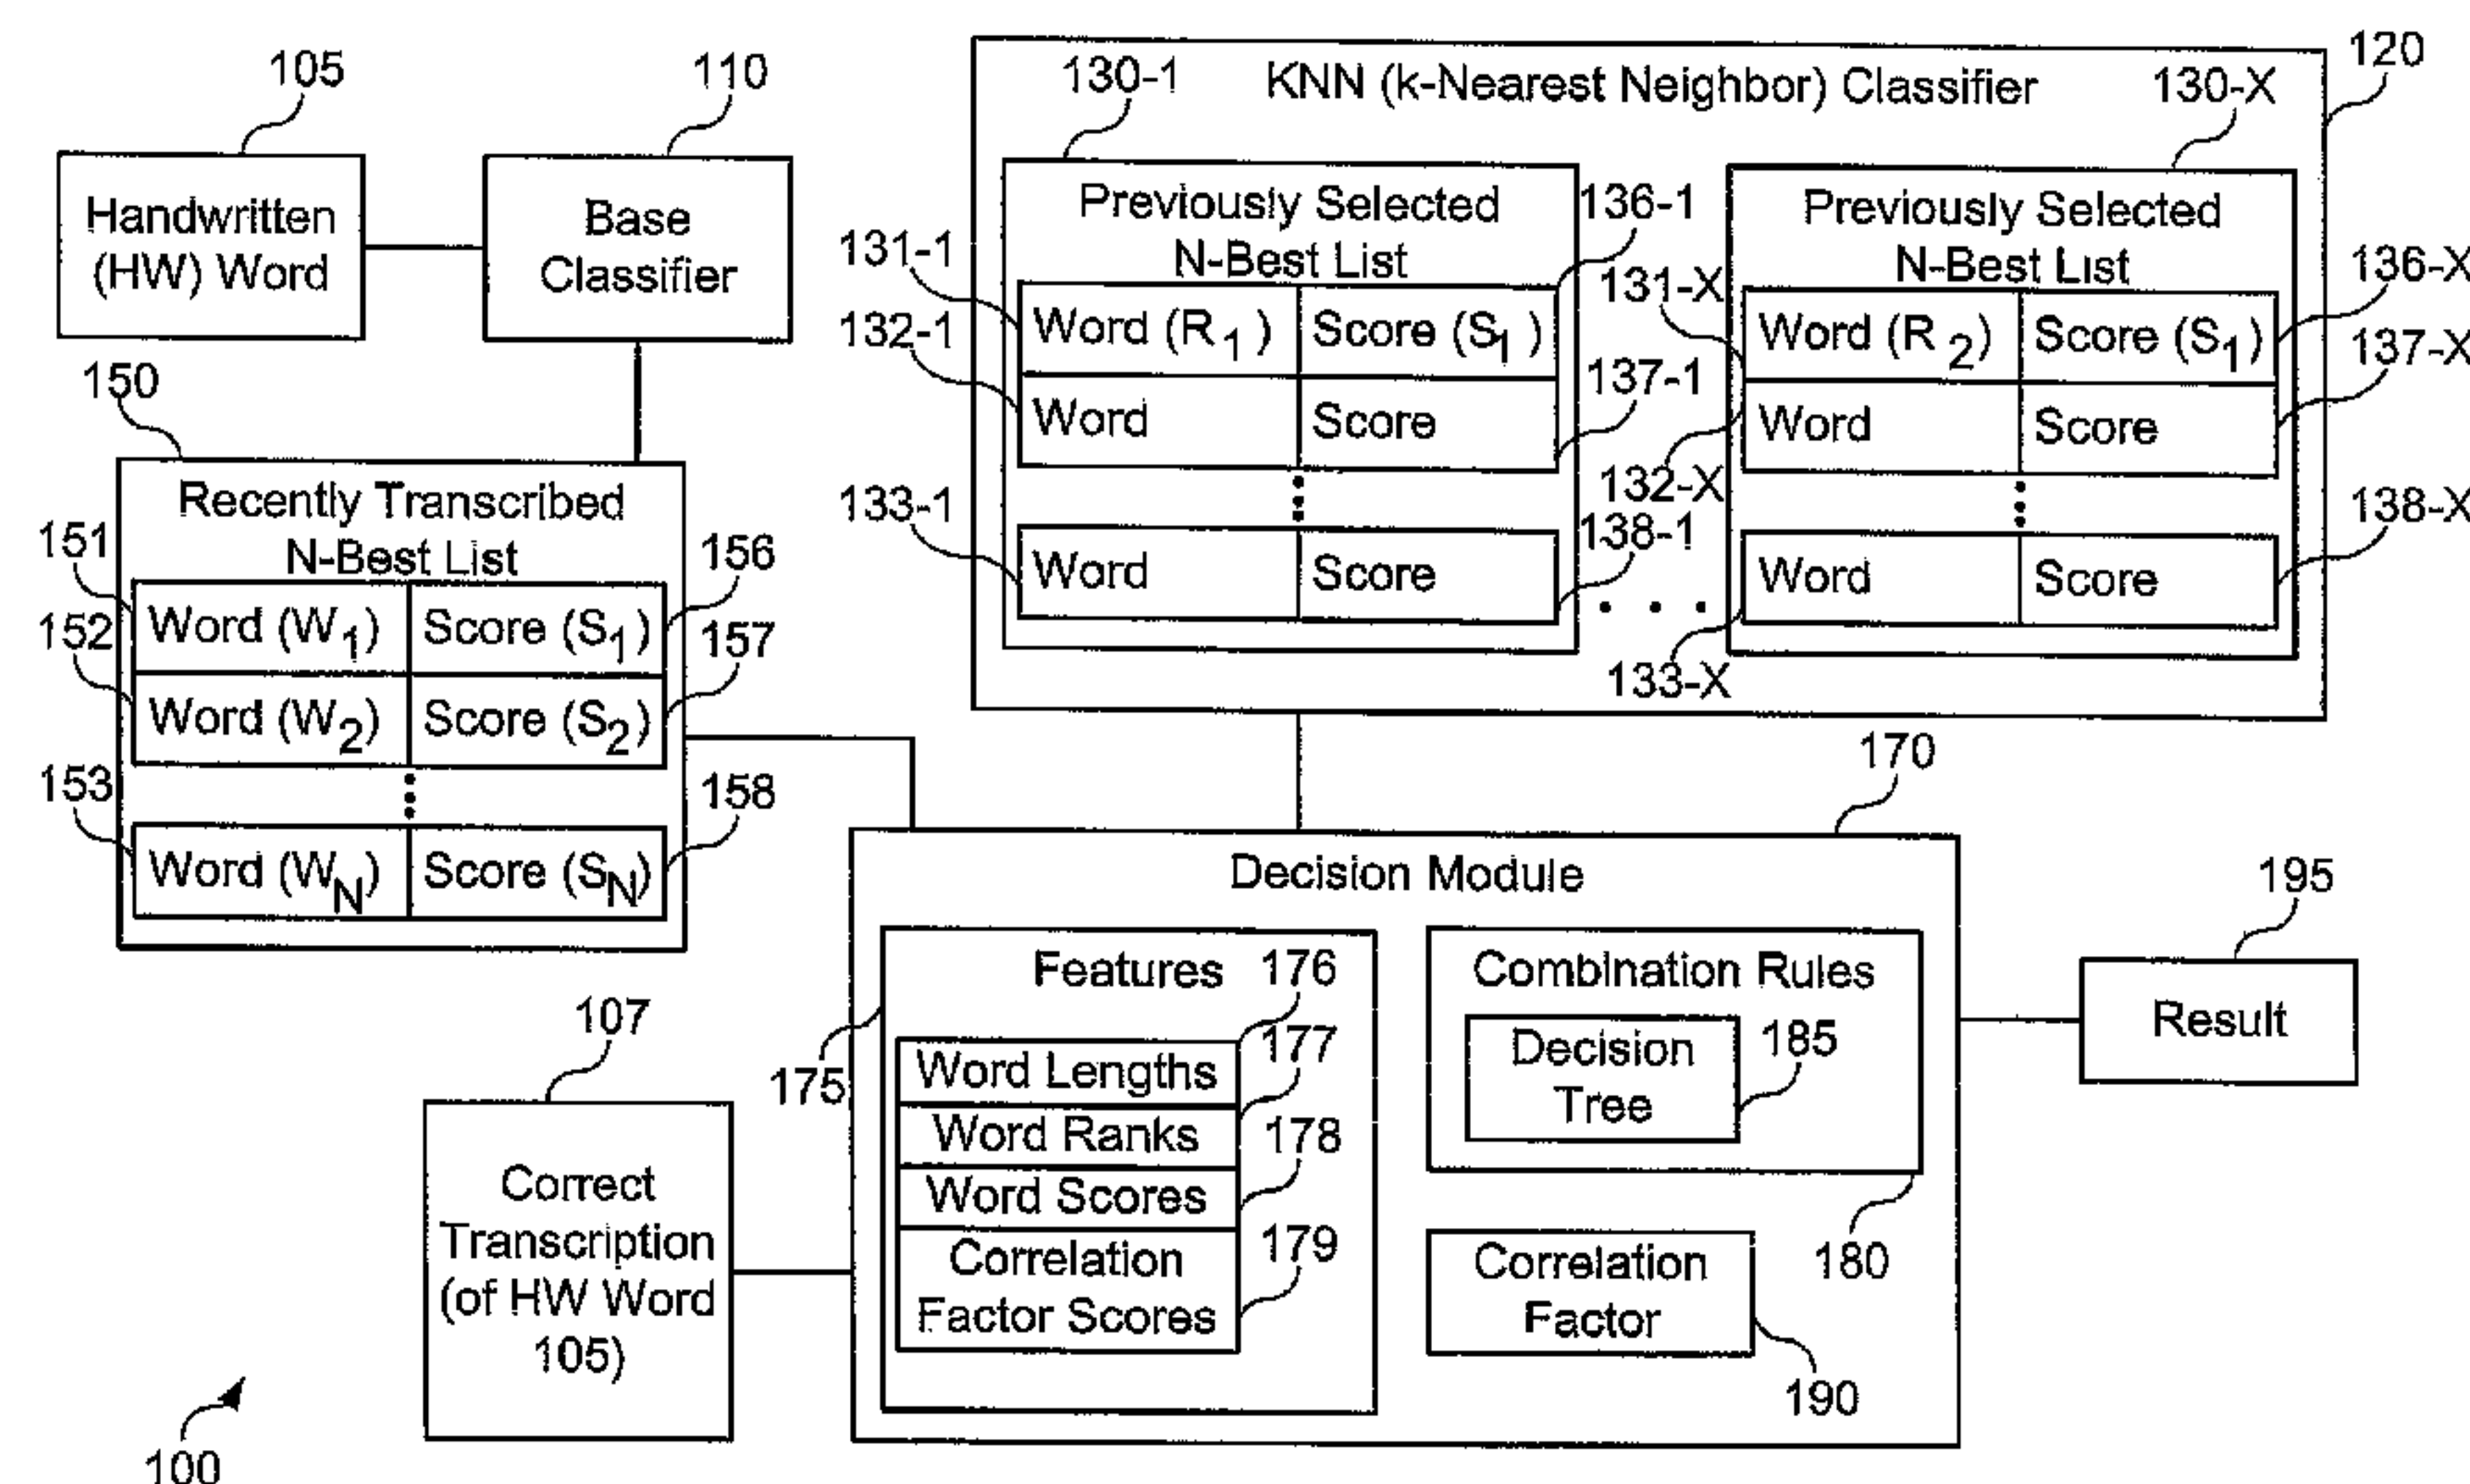 105
110
Handwritten
(HW) Word
Base
Classifier
150
Recently Transcribed
N-Best List
151
Word (W1) Score (S1)
156
152
Word (W2) Score (S2)
157
153
Word (WN) Score (SN)
158
KNN (k-Nearest Neighbor) Classifier
120
130-1
Previously Selected
N-Best List
131-1
Word (R1) Score (S1)
136-1
132-1
Word Score
137-1
133-1
Word Score
138-1
. . .
130-X
Previously Selected
N-Best List
131-X
Word (R2) Score (S1)
136-X
132-X
Word Score
137-X
133-X
Word Score
138-X
170
Decision Module
175
Features
176
Word Lengths
177
Word Ranks
178
Word Scores
179
Correlation
Factor Scores
Combination Rules
Decision
Tree
185
180
Correlation
Factor
190
195
Result
107
Correct
Transcription
(of HW Word
105)
100